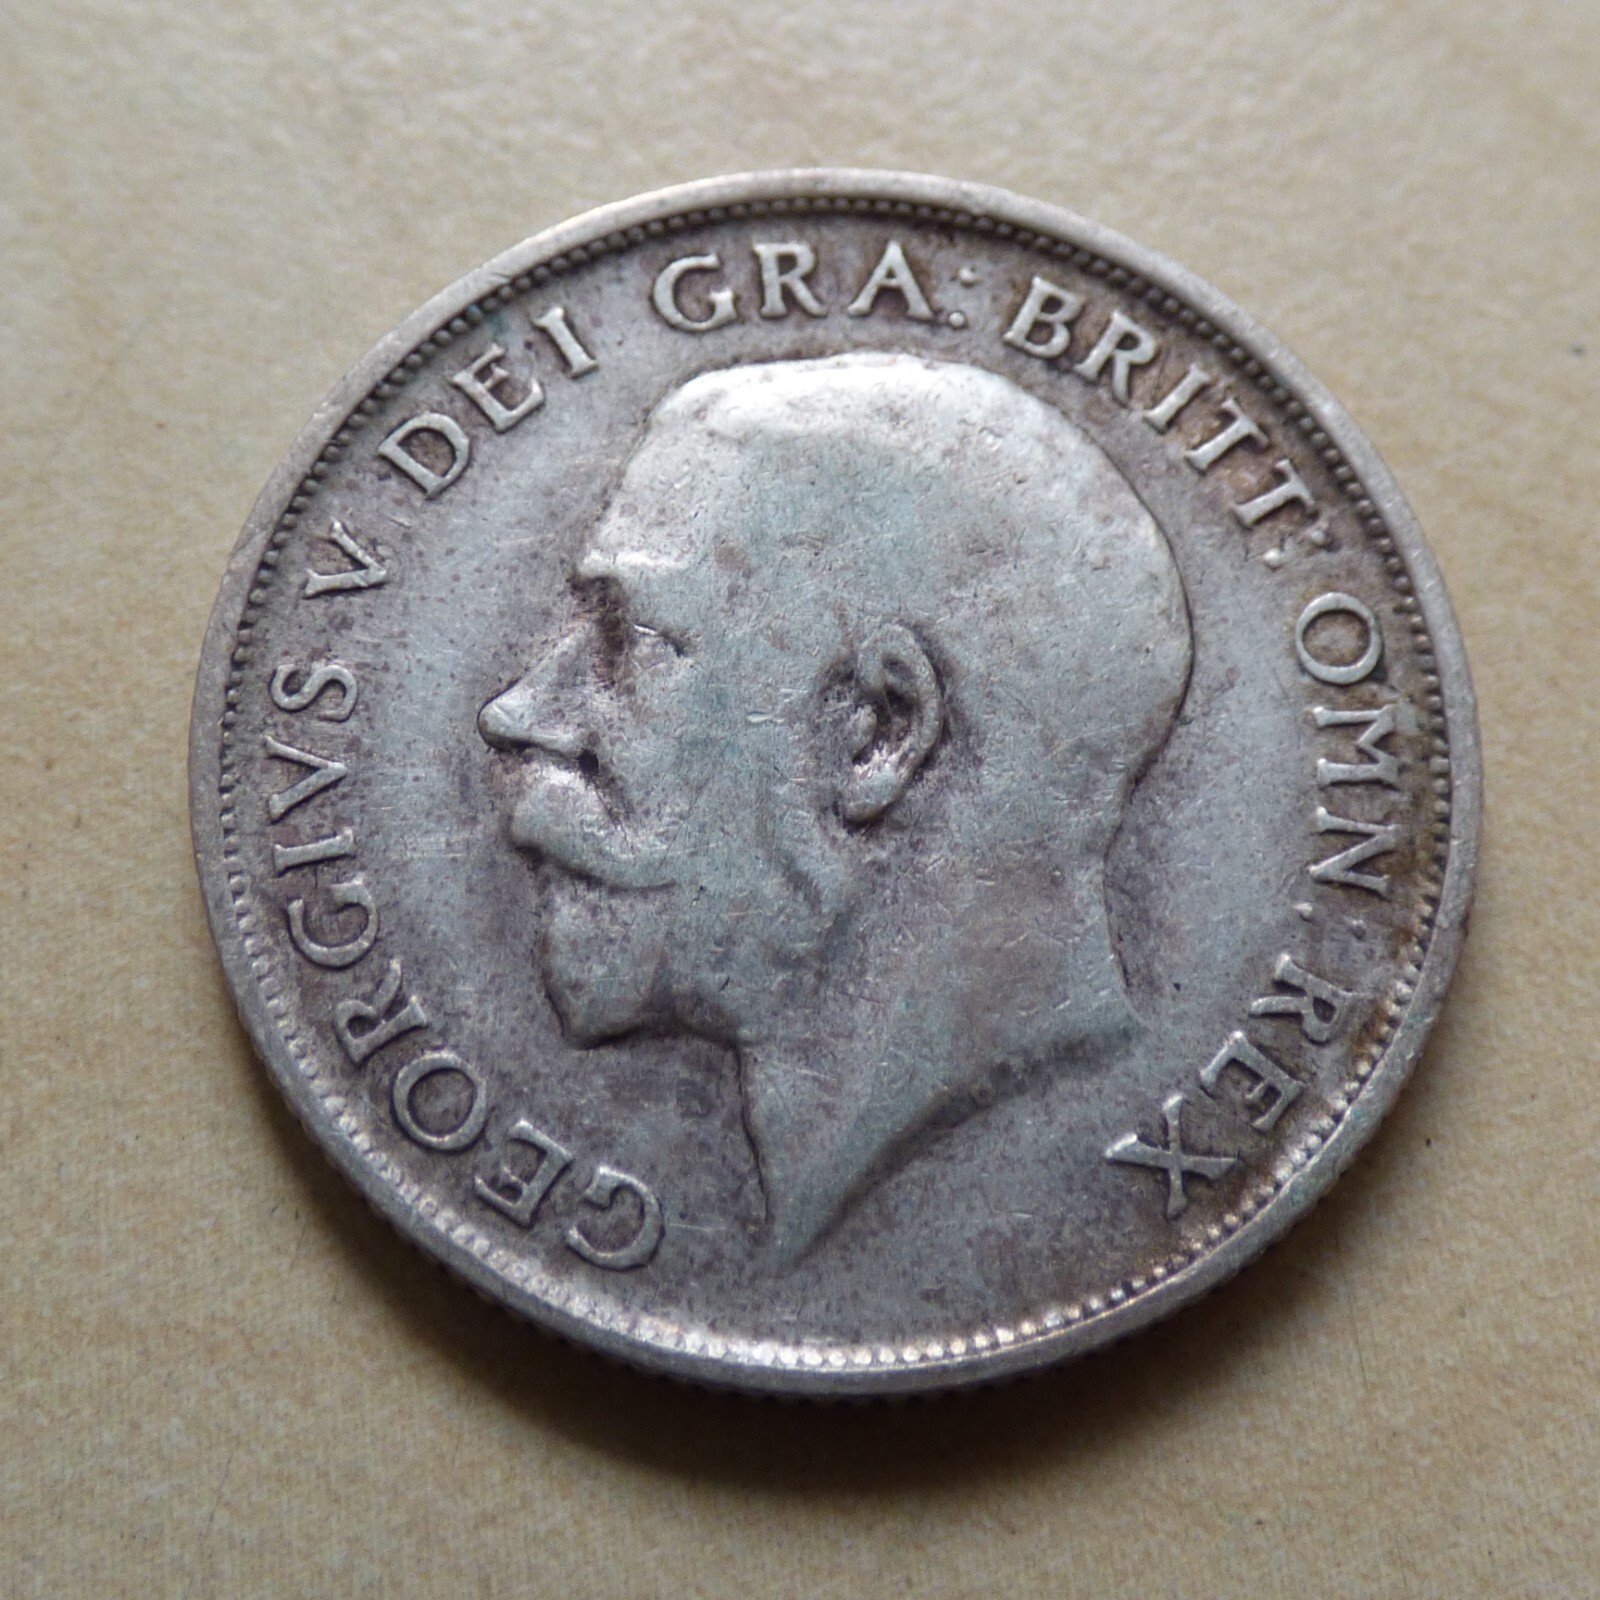 GEORGIVS V DEI GRA: BRITT: OMN: REX